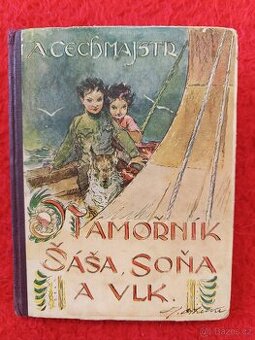 A. ČECHMAJSTR
NÁMOŘNÍK
ŠÁŠA, SOŇA
A VLK.